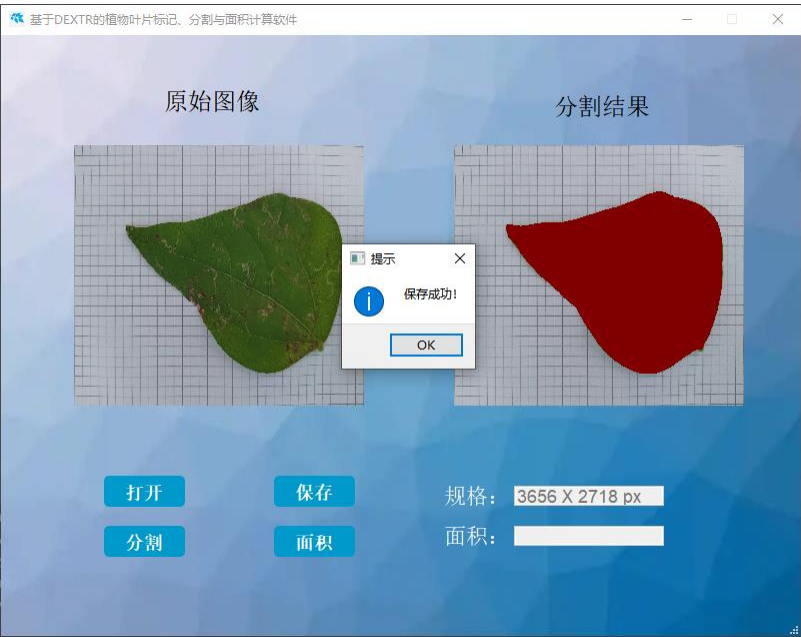 基于DEXTR的植物叶片标记、分割与面积计算软件
原始图像
分割结果
提示
保存成功!
OK
打开
保存
规格： 3656 X 2718 px
分割
面积
面积：